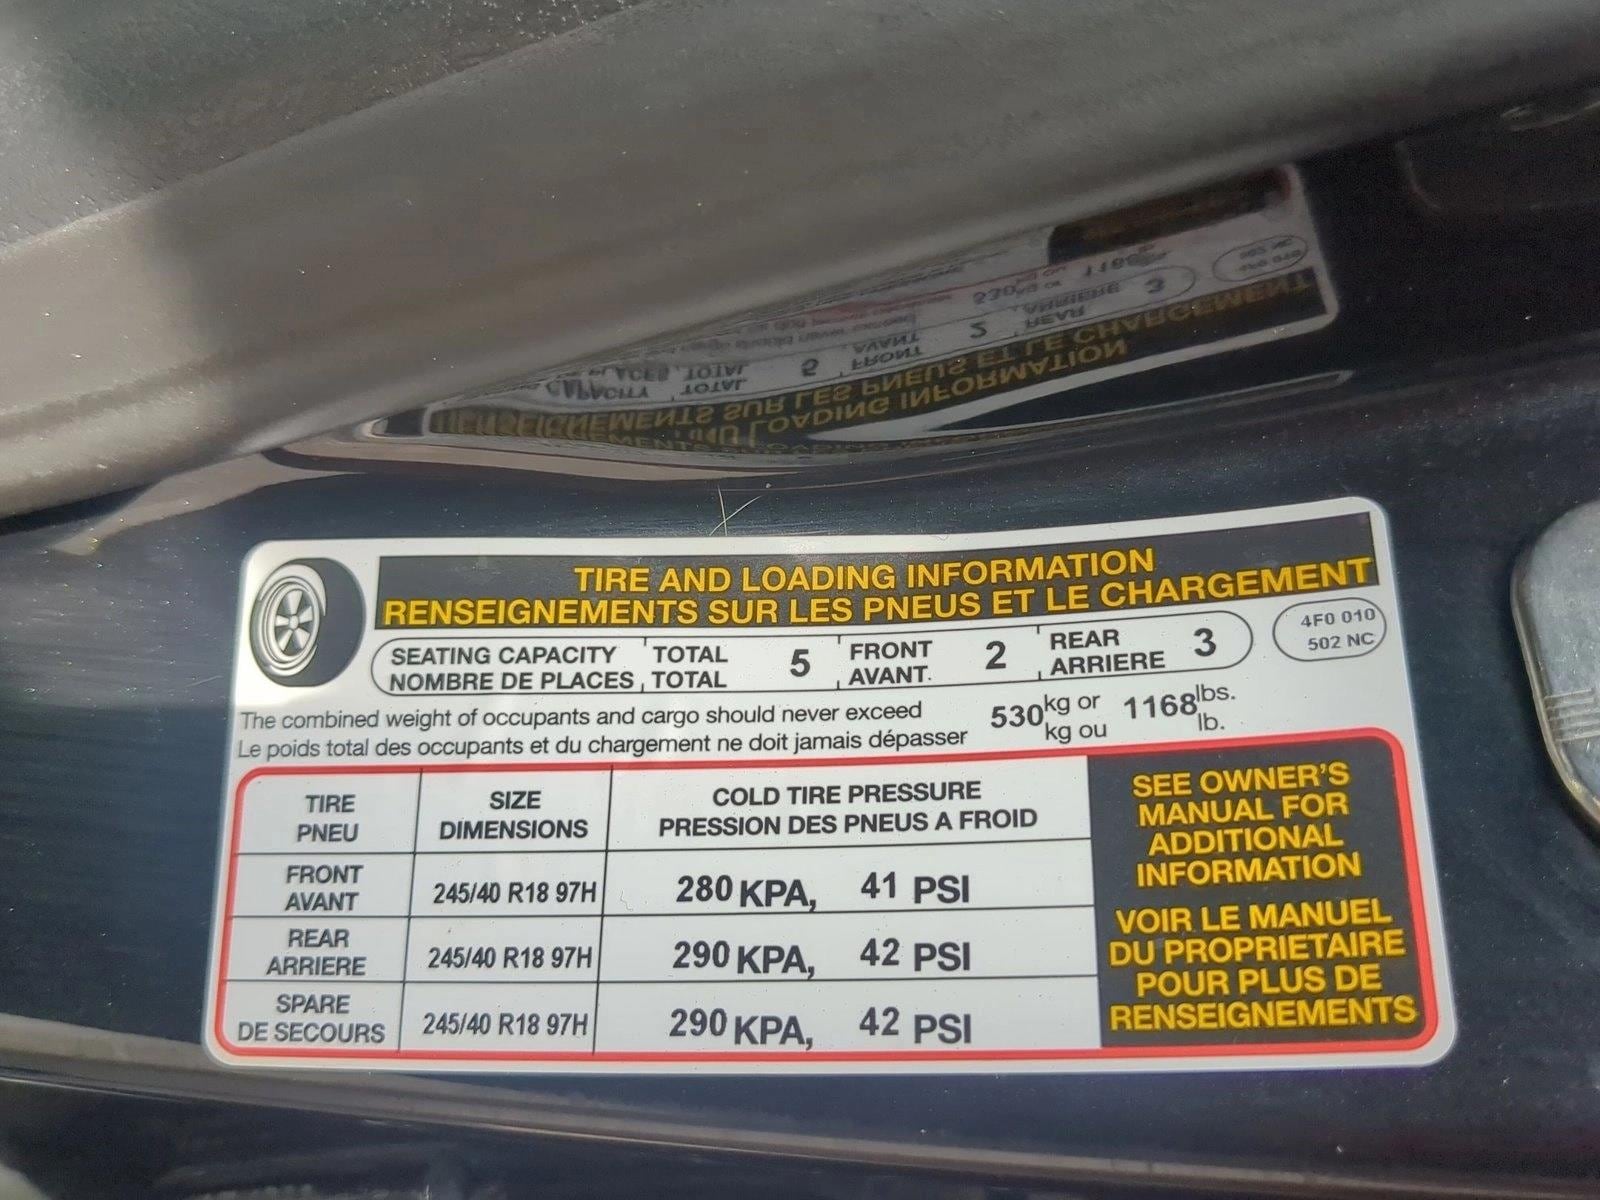 TIRE AND LOADING INFORMATION
RENSEIGNEMENTS SUR LES PNEUS ET LE CHARGEMENT
SEATING CAPACITY TOTAL 5 FRONT 2 REAR 3
NOMBRE DE PLACES TOTAL AVANT. ARRIERE
4F0 010
502 NC
The combined weight of occupants and cargo should never exceed 530 kg or 1168 lbs.
Le poids total des occupants et du chargement ne doit jamais dépasser kg ou lb.
TIRE SIZE COLD TIRE PRESSURE
PNEU DIMENSIONS PRESSION DES PNEUS A FROID
FRONT
AVANT 245/40 R18 97H 280 KPA, 41 PSI
REAR
ARRIERE 245/40 R18 97H 290 KPA, 42 PSI
SPARE
DE SECOURS 245/40 R18 97H 290 KPA, 42 PSI
SEE OWNER'S
MANUAL FOR
ADDITIONAL
INFORMATION
VOIR LE MANUEL
DU PROPRIETAIRE
POUR PLUS DE
RENSEIGNEMENTS